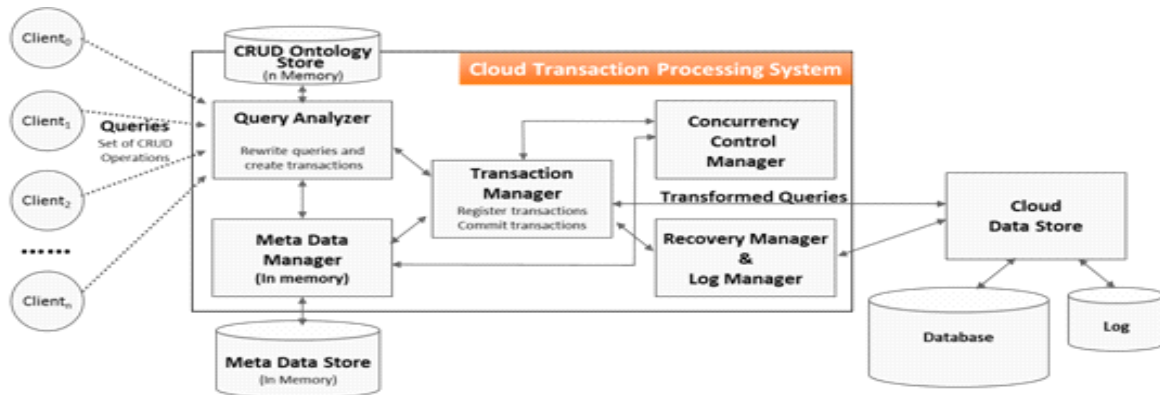 Client0
Client1
Client2
......
Clientn
Queries
Set of CRUD
Operations
CRUD Ontology
Store
(n Memory)
Cloud Transaction Processing System
Query Analyzer
Rewrite queries and
create transactions
Meta Data
Manager
(In memory)
Meta Data Store
(In Memory)
Transaction
Manager
Register transactions
Commit transactions
Concurrency
Control
Manager
Transformed Queries
Recovery Manager
&
Log Manager
Cloud
Data Store
Database
Log